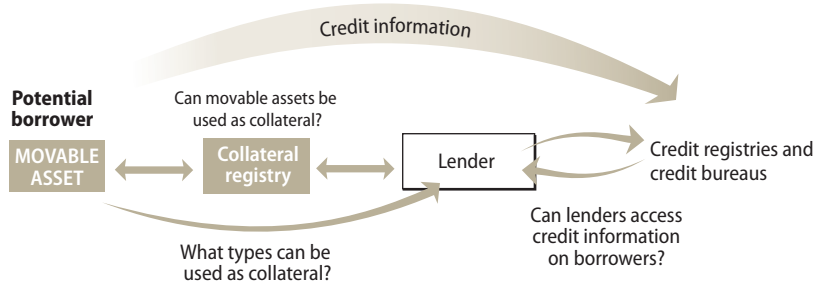 Credit information
Potential
borrower
MOVABLE
ASSET
Can movable assets be
used as collateral?
Collateral
registry
Lender
Credit registries and
credit bureaus
What types can be
used as collateral?
Can lenders access
credit information
on borrowers?